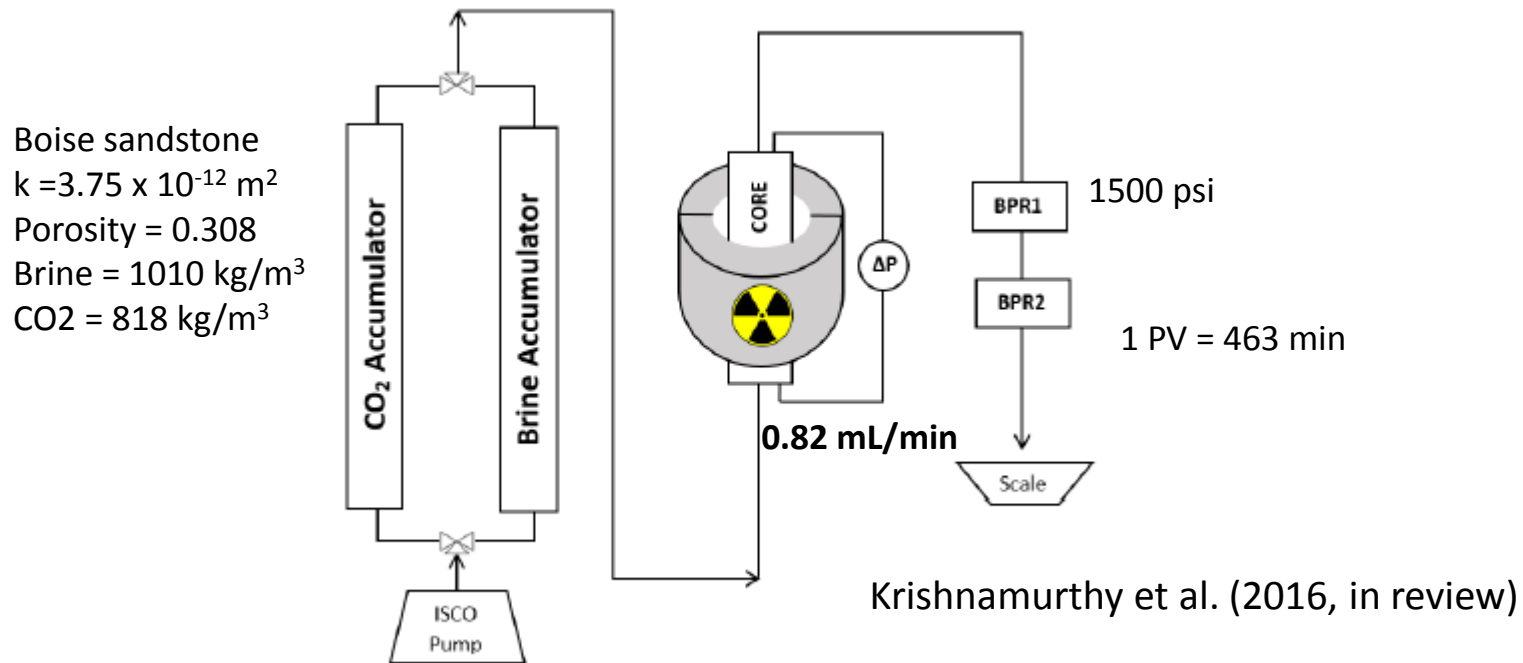 Boise sandstone
k =3.75 x 10⁻¹² m²
Porosity = 0.308
Brine = 1010 kg/m³
CO2 = 818 kg/m³
CO₂ Accumulator
Brine Accumulator
ISCO
Pump
CORE
ΔP
0.82 mL/min
BPR1
1500 psi
BPR2
1 PV = 463 min
Scale
Krishnamurthy et al. (2016, in review)